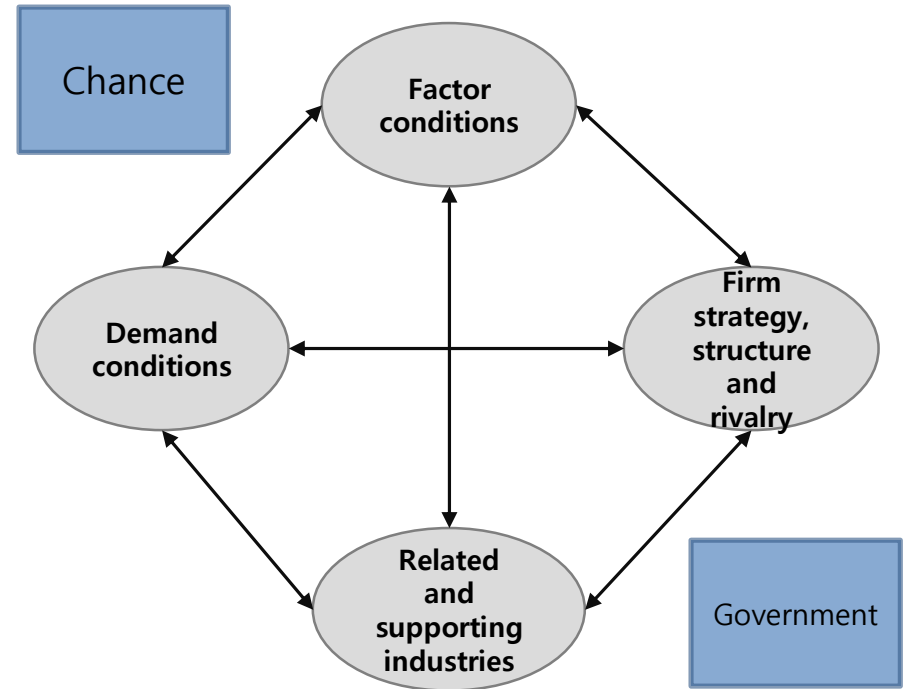 Chance
Factor
conditions
Demand
conditions
Firm
strategy,
structure
and
rivalry
Related
and
supporting
industries
Government